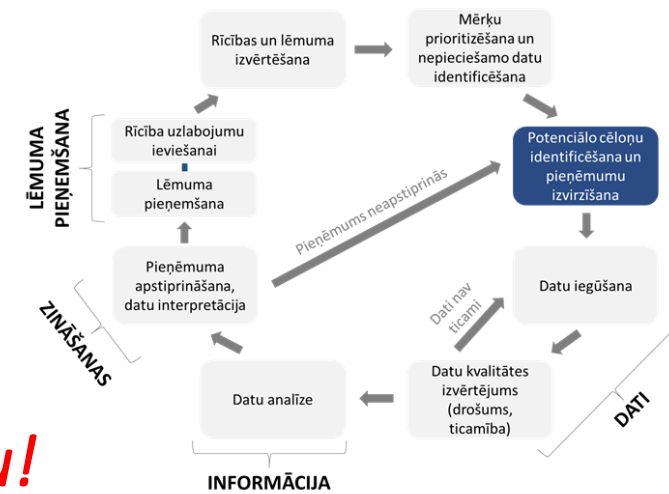 Rīcības un lēmuma
izvērtēšana
Mērķu
prioritizēšana un
nepieciešamo datu
identificēšana
LĒMUMA
PIEŅEMŠANA
Rīcība uzlabojumu
ieviešanai
Lēmuma
pieņemšana
Potenciālo cēloņu
identificēšana un
pieņēmumu
izvirzīšana
Pieņēmums neapstiprinās
Pieņēmuma
apstiprināšana,
datu interpretācija
Datu iegūšana
ZINĀŠANAS
Dati nav
ticami
Datu analīze
Datu kvalitātes
izvērtējums
(drošums,
ticamība)
DATI
INFORMĀCIJA